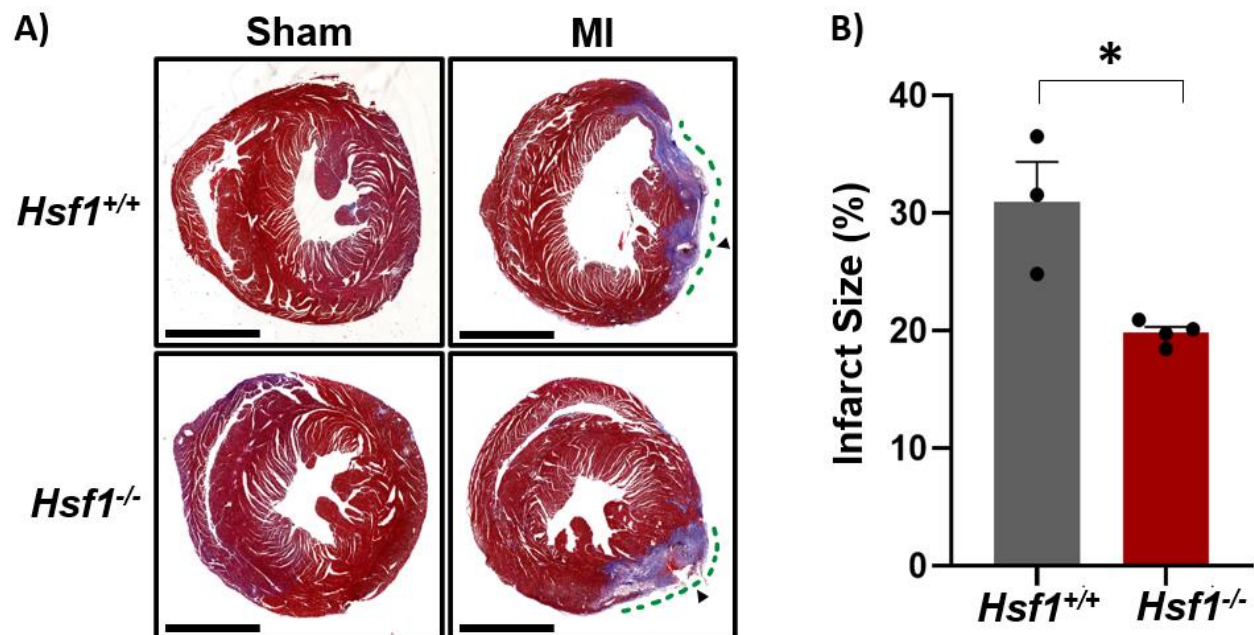 A)
Sham
MI
Hsf1+/+
Hsf1-/-
B)
*
40
30
20
10
0
Infarct Size (%)
Hsf1+/+ Hsf1-/-